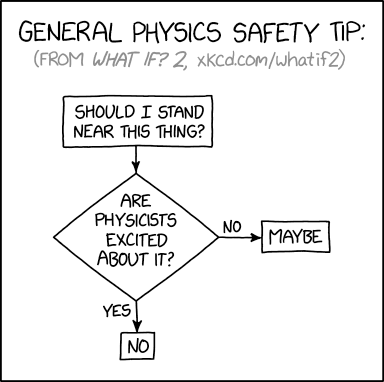 GENERAL PHYSICS SAFETY TIP:
(FROM WHAT IF? 2, xkcd.com/whatif2)
SHOULD I STAND
NEAR THIS THING?
ARE
PHYSICISTS
EXCITED
ABOUT IT?
NO
MAYBE
YES
NO